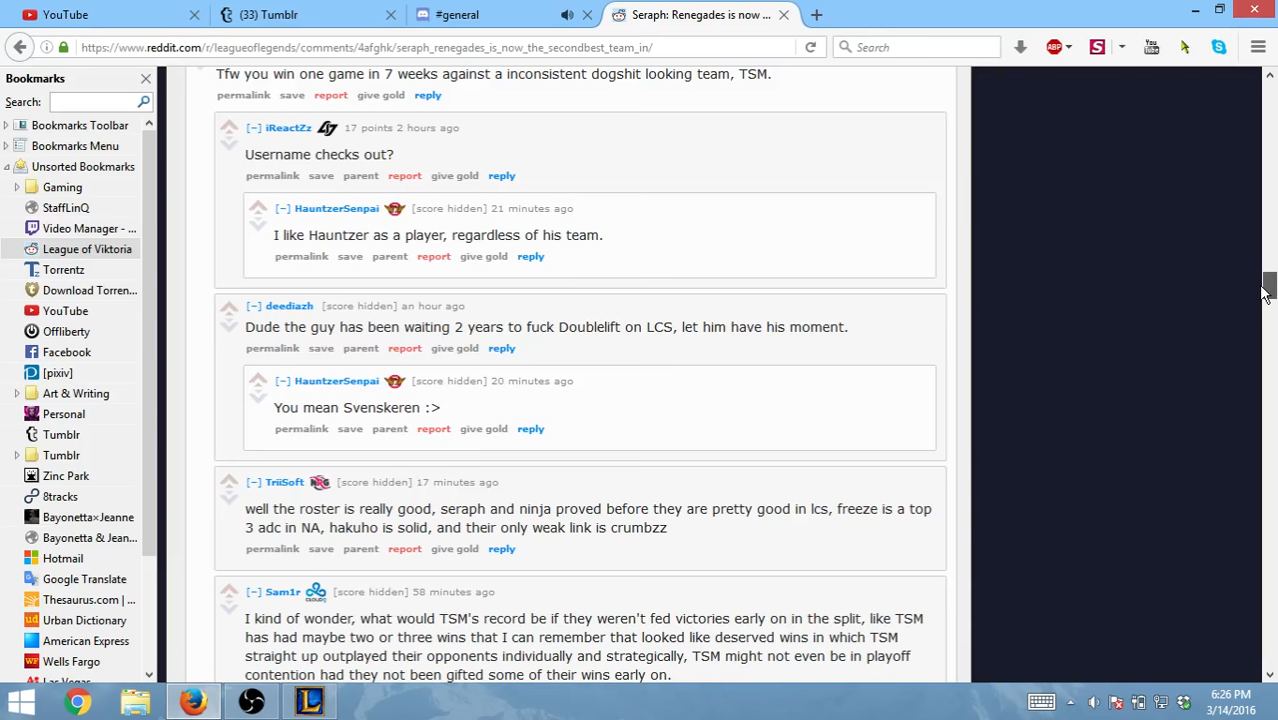 YouTube
(33) Tumblr
#general
Seraph: Renegades is now ...
https://www.reddit.com/r/leagueoflegends/comments/4afghk/seraph_renegades_is_now_the_secondbest_team_in/
Search
ABP
S
You Tube
Bookmarks
Search:
Bookmarks Toolbar
Bookmarks Menu
Unsorted Bookmarks
Gaming
StaffLinQ
Video Manager - ...
League of Viktoria
Torrentz
Download Torren...
YouTube
Offliberty
Facebook
[pixiv]
Art & Writing
Personal
Tumblr
Tumblr
Zinc Park
8tracks
Bayonetta×Jeanne
Bayonetta & Jean...
Hotmail
Google Translate
Thesaurus.com | ...
Urban Dictionary
American Express
Wells Fargo
Las Vegas
Tfw you win one game in 7 weeks against a inconsistent dogshit looking team, TSM.
permalink save report give gold reply
[–] iReactZz 17 points 2 hours ago
Username checks out?
permalink save parent report give gold reply
[–] HauntzerSenpai [score hidden] 21 minutes ago
I like Hauntzer as a player, regardless of his team.
permalink save parent report give gold reply
[–] deediazh [score hidden] an hour ago
Dude the guy has been waiting 2 years to fuck Doublelift on LCS, let him have his moment.
permalink save parent report give gold reply
[–] HauntzerSenpai [score hidden] 20 minutes ago
You mean Svenskeren :>
permalink save parent report give gold reply
[–] TriiSoft [score hidden] 17 minutes ago
well the roster is really good, seraph and ninja proved before they are pretty good in lcs, freeze is a top
3 adc in NA, hakuho is solid, and their only weak link is crumbzz
permalink save parent report give gold reply
[–] Sam1r [score hidden] 58 minutes ago
I kind of wonder, what would TSM's record be if they weren't fed victories early on in the split, like TSM
has had maybe two or three wins that I can remember that looked like deserved wins in which TSM
straight up outplayed their opponents individually and strategically, TSM might not even be in playoff
contention had they not been gifted some of their wins early on.
6:26 PM
3/14/2016